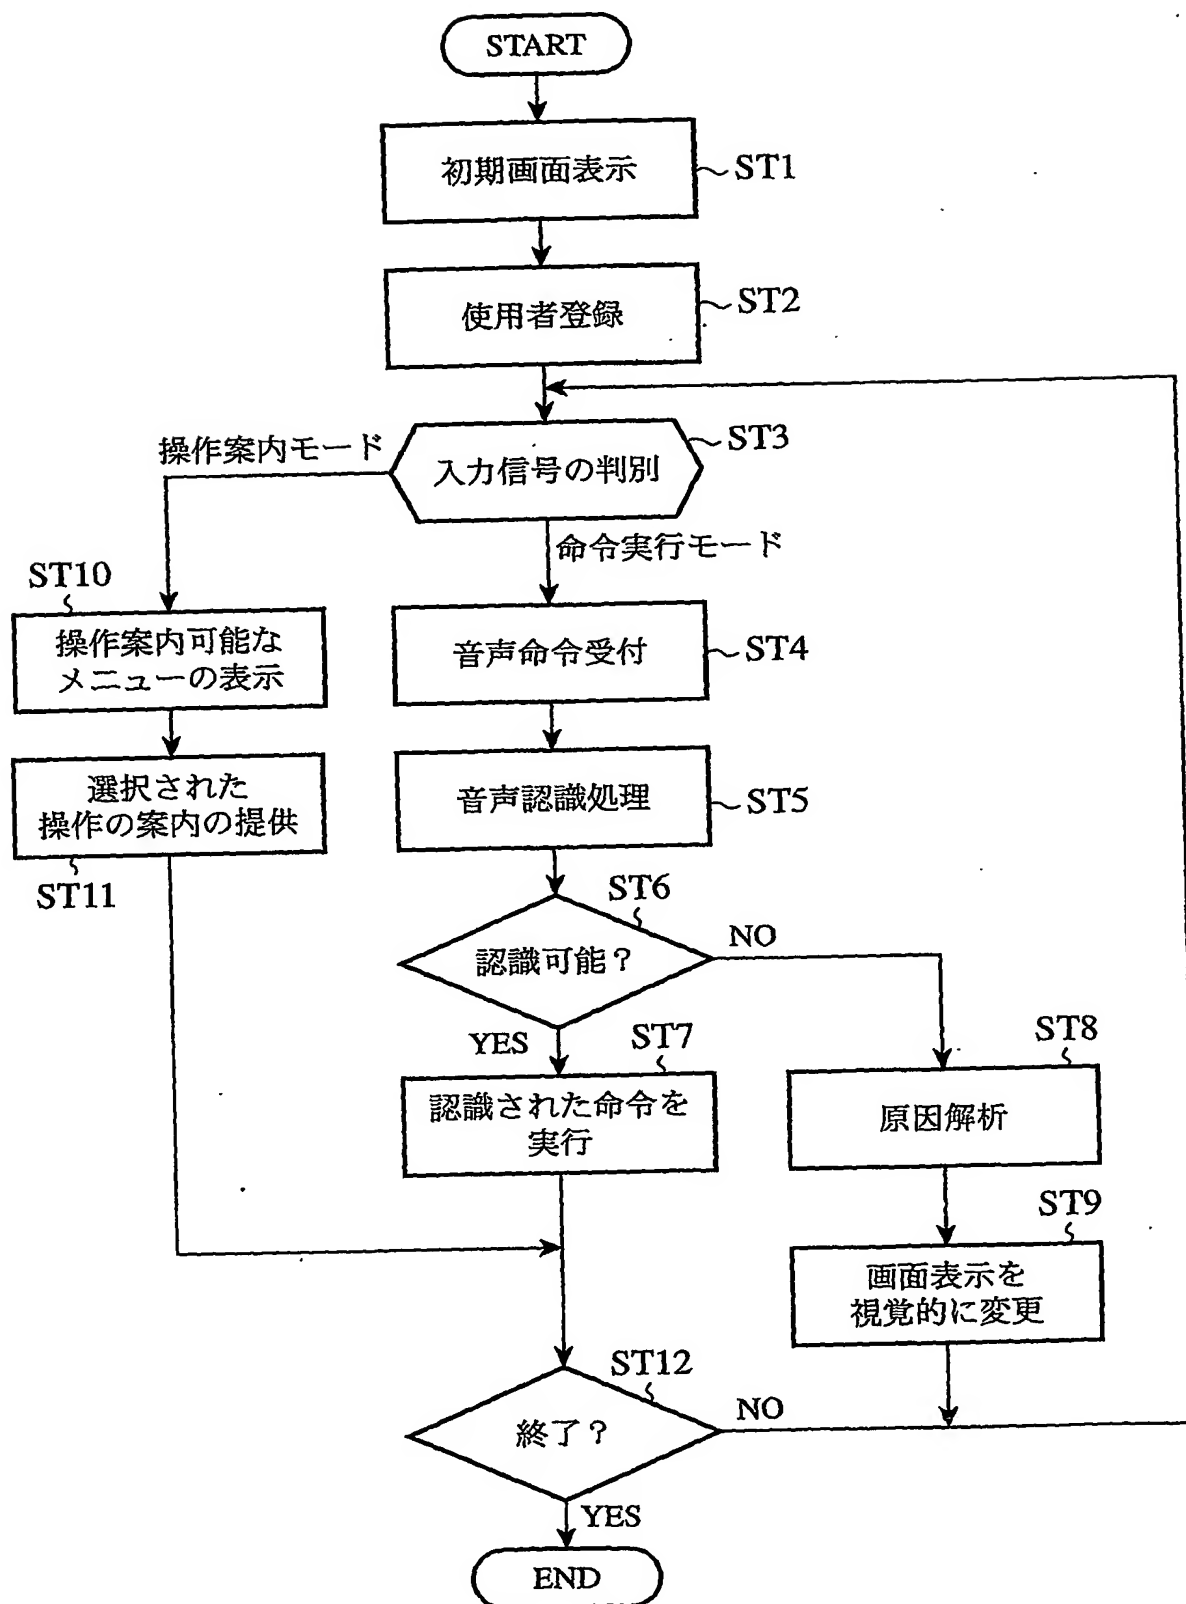 START
初期画面表示
ST1
使用者登録
ST2
操作案内モード
入力信号の判別
ST3
命令実行モード
ST10
操作案内可能な
メニューの表示
音声命令受付
ST4
選択された
操作の案内の提供
ST11
音声認識処理
ST5
ST6
認識可能?
NO
YES
ST7
認識された命令を
実行
ST8
原因解析
ST9
画面表示を
視覚的に変更
ST12
終了?
NO
YES
END